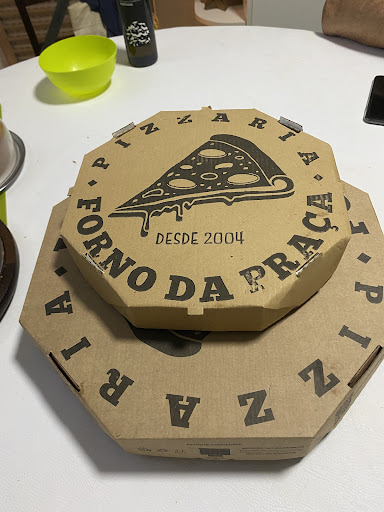 PIZZARIA
DESDE 2004
FORNO DA PRAÇA
PIZZARIA